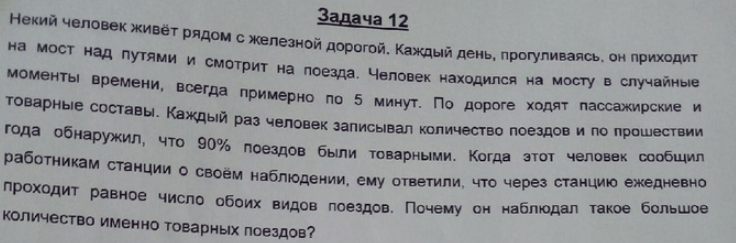 Задача 12
Некий человек живёт рядом с железной дорогой. Каждый день, прогуливаясь, он приходит
на мост над путями и смотрит на поезда. Человек находился на мосту в случайные
моменты времени, всегда примерно по 5 минут. По дороге ходят пассажирские и
товарные составы. Каждый раз человек записывал количество поездов и по прошествии
года обнаружил, что 90% поездов были товарными. Когда этот человек сообщил
работникам станции о своём наблюдении, ему ответили, что через станцию ежедневно
проходит равное число обоих видов поездов. Почему он наблюдал такое большое
количество именно товарных поездов?